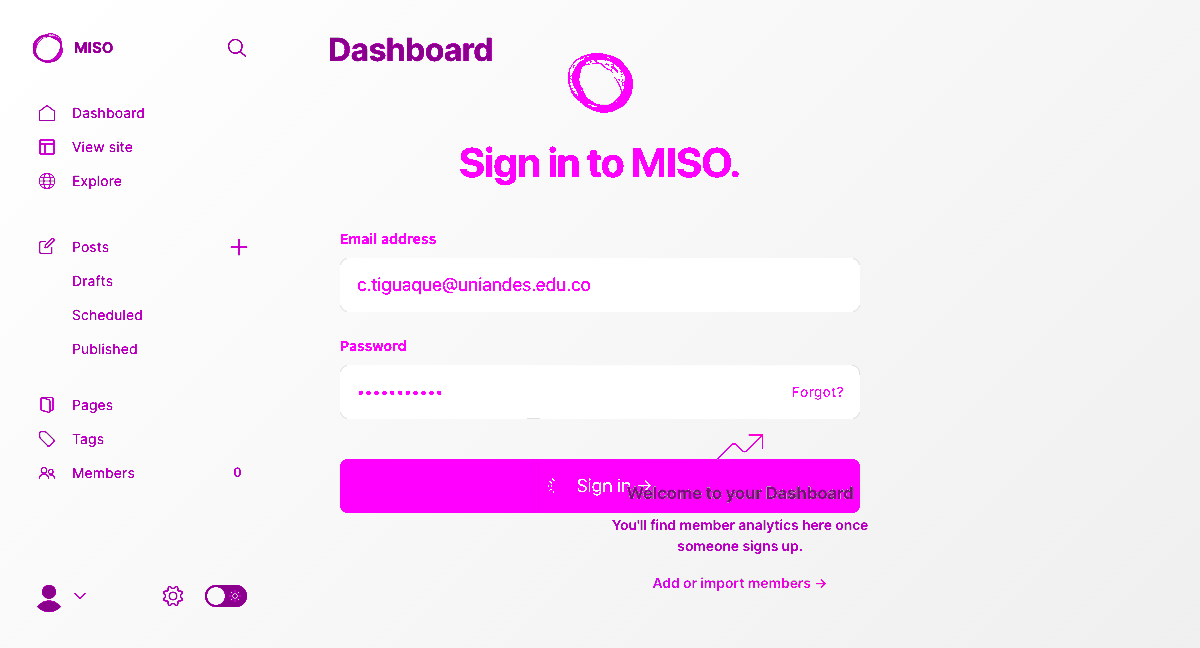 MISO
Dashboard
View site
Explore
Posts
Drafts
Scheduled
Published
Pages
Tags
Members 0
Dashboard
Sign in to MISO.
Email address
c.tiguaque@uniandes.edu.co
Password
••••••••••• Forgot?
Sign in →
Welcome to your Dashboard
You'll find member analytics here once
someone signs up.
Add or import members →